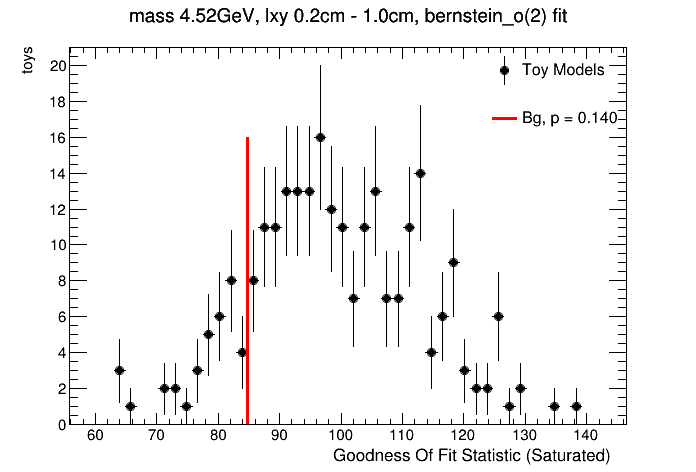 mass 4.52GeV, lxy 0.2cm - 1.0cm, bernstein_o(2) fit
toys
20
18
16
14
12
10
8
6
4
2
0
Toy Models
Bg, p = 0.140
60 70 80 90 100 110 120 130 140
Goodness Of Fit Statistic (Saturated)